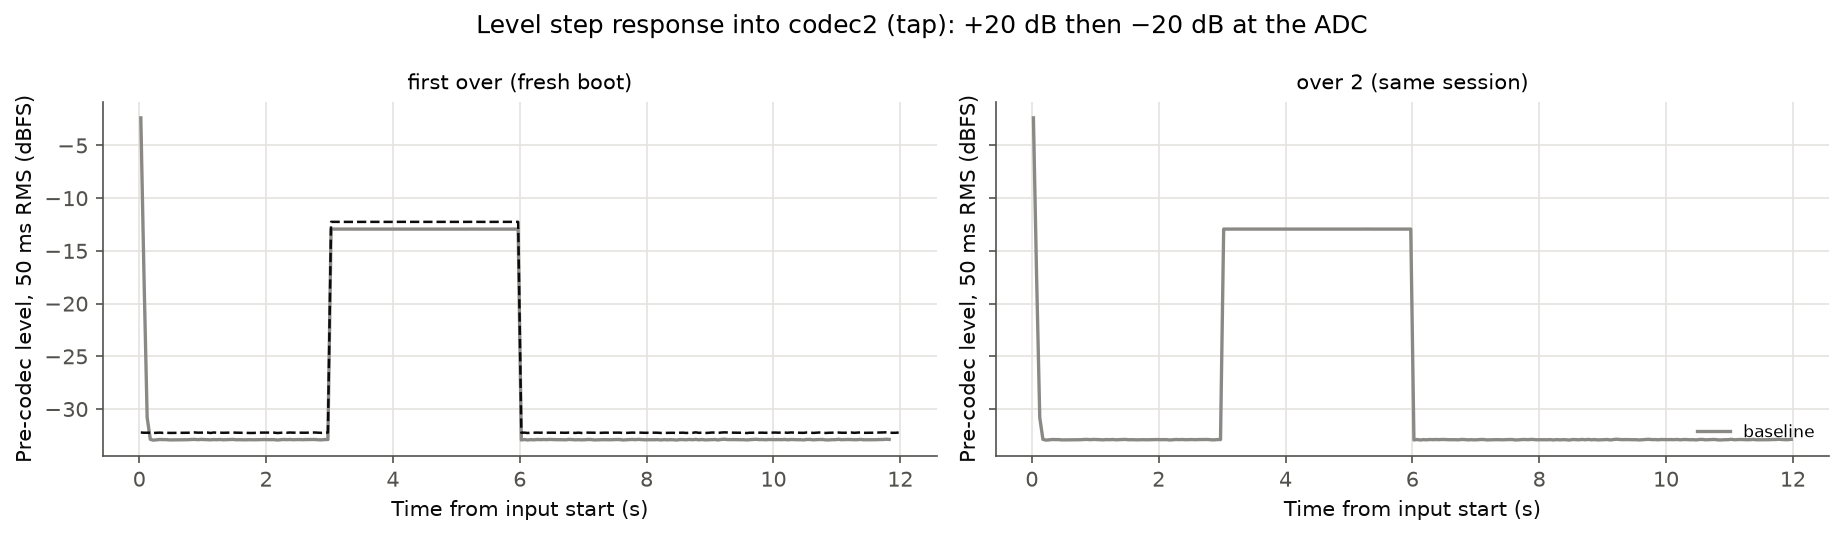 Level step response into codec2 (tap): +20 dB then −20 dB at the ADC
first over (fresh boot)
Pre-codec level, 50 ms RMS (dBFS)
−5
−10
−15
−20
−25
−30
0 2 4 6 8 10 12
Time from input start (s)
over 2 (same session)
Pre-codec level, 50 ms RMS (dBFS)
baseline
0 2 4 6 8 10 12
Time from input start (s)